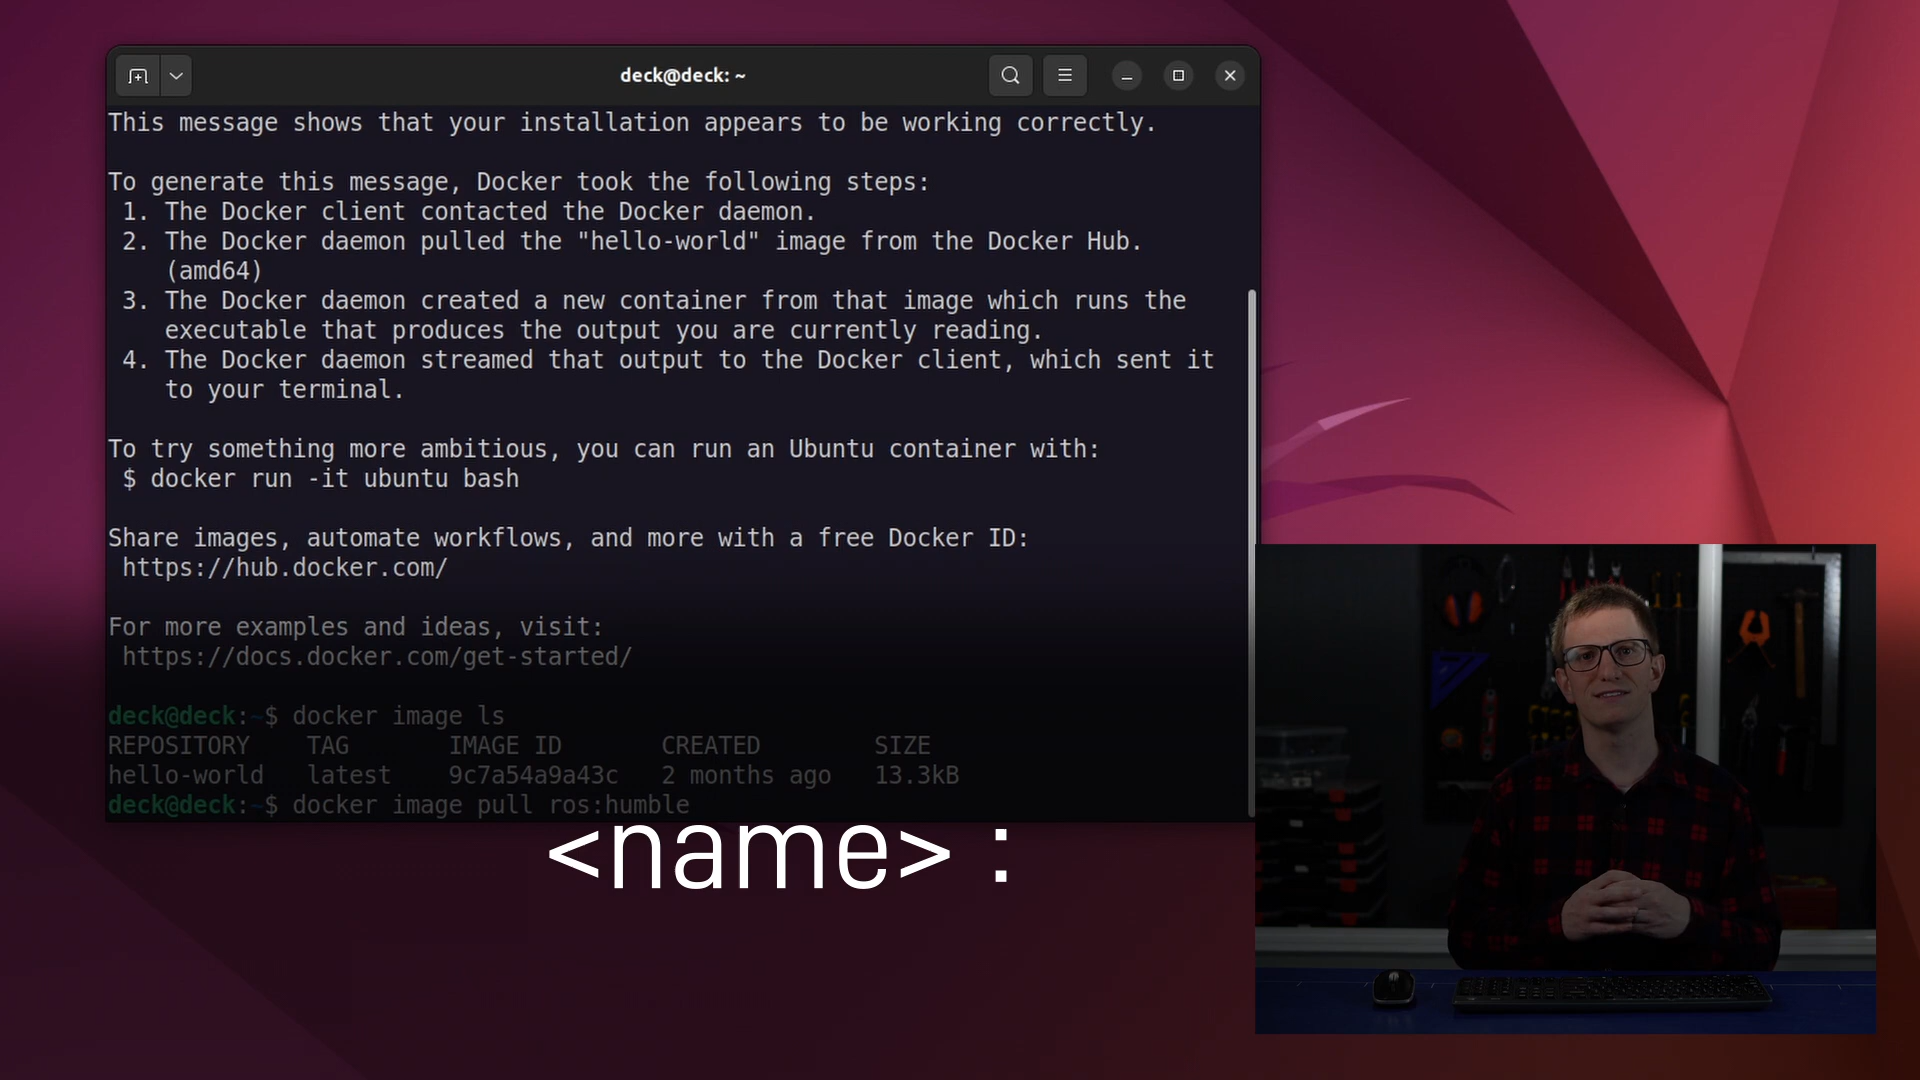 deck@deck: ~
This message shows that your installation appears to be working correctly.
To generate this message, Docker took the following steps:
1. The Docker client contacted the Docker daemon.
2. The Docker daemon pulled the "hello-world" image from the Docker Hub.
(amd64)
3. The Docker daemon created a new container from that image which runs the
executable that produces the output you are currently reading.
4. The Docker daemon streamed that output to the Docker client, which sent it
to your terminal.
To try something more ambitious, you can run an Ubuntu container with:
$ docker run -it ubuntu bash
Share images, automate workflows, and more with a free Docker ID:
https://hub.docker.com/
For more examples and ideas, visit:
https://docs.docker.com/get-started/
deck@deck:~$ docker image ls
REPOSITORY TAG IMAGE ID CREATED SIZE
hello-world latest 9c7a54a9a43c 2 months ago 13.3kB
deck@deck:~$ docker image pull ros:humble
<name> :